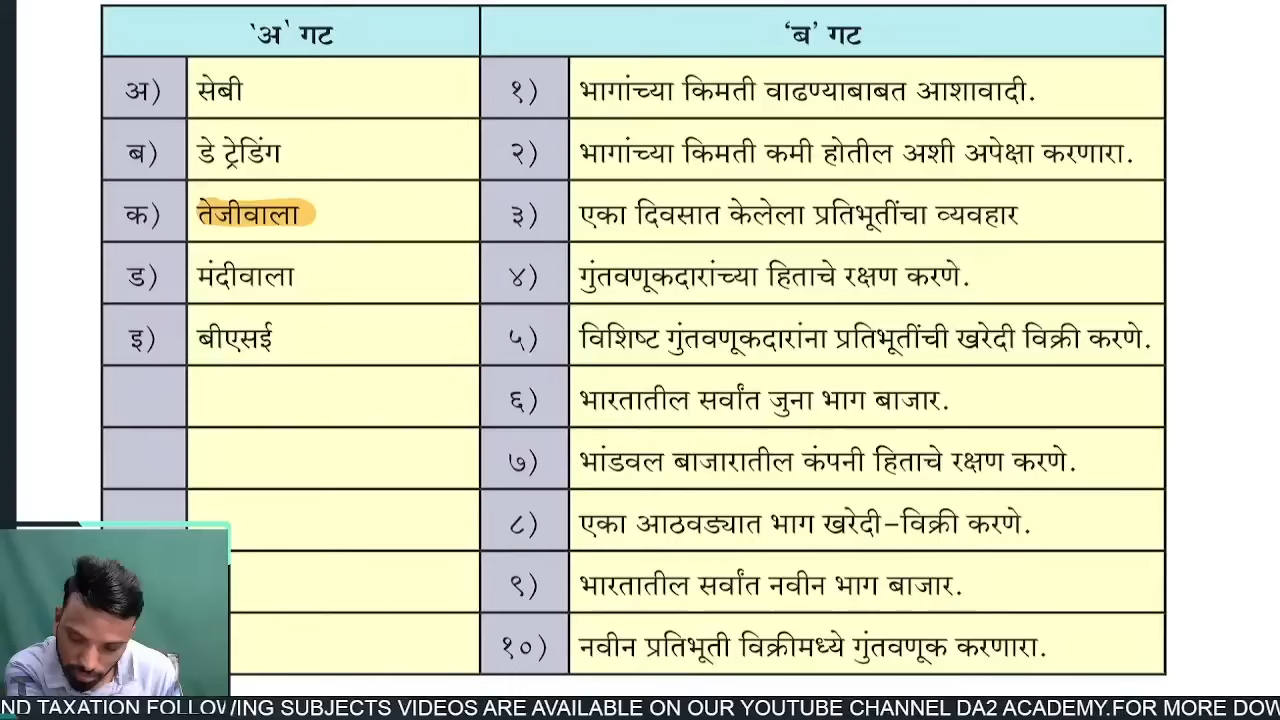 ‘अ’ गट ‘ब’ गट
अ) सेबी १) भागांच्या किमती वाढण्याबाबत आशावादी.
ब) डे ट्रेडिंग २) भागांच्या किमती कमी होतील अशी अपेक्षा करणारा.
क) तेजीवाला ३) एका दिवसात केलेला प्रतिभूतींचा व्यवहार
ड) मंदीवाला ४) गुंतवणूकदारांच्या हिताचे रक्षण करणे.
इ) बीएसई ५) विशिष्ट गुंतवणूकदारांना प्रतिभूतींची खरेदी विक्री करणे.
६) भारतातील सर्वांत जुना भाग बाजार.
७) भांडवल बाजारातील कंपनी हिताचे रक्षण करणे.
८) एका आठवड्यात भाग खरेदी-विक्री करणे.
९) भारतातील सर्वांत नवीन भाग बाजार.
१०) नवीन प्रतिभूती विक्रीमध्ये गुंतवणूक करणारा.
ND TAXATION FOLLOWING SUBJECTS VIDEOS ARE AVAILABLE ON OUR YOUTUBE CHANNEL DA2 ACADEMY.FOR MORE DOW